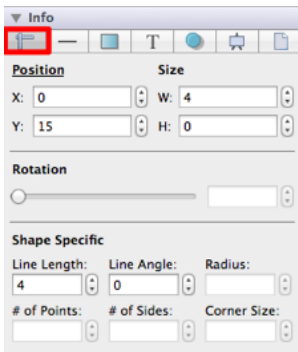 Info
T
Position Size
X: 0 W: 4
Y: 15 H: 0
Rotation
Shape Specific
Line Length: Line Angle: Radius:
4 0
# of Points: # of Sides: Corner Size: